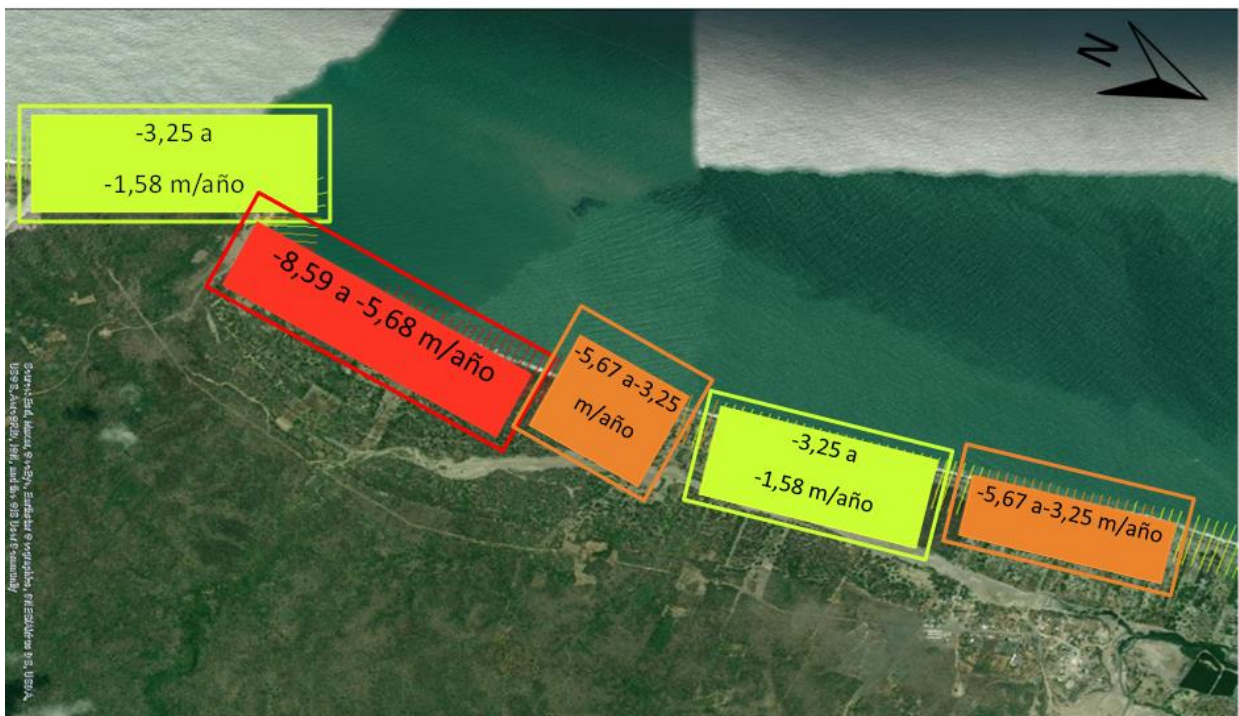 N
-3,25 a
-1,58 m/año
-8,59 a -5,68 m/año
-5,67 a-3,25
m/año
-3,25 a
-1,58 m/año
-5,67 a-3,25 m/año